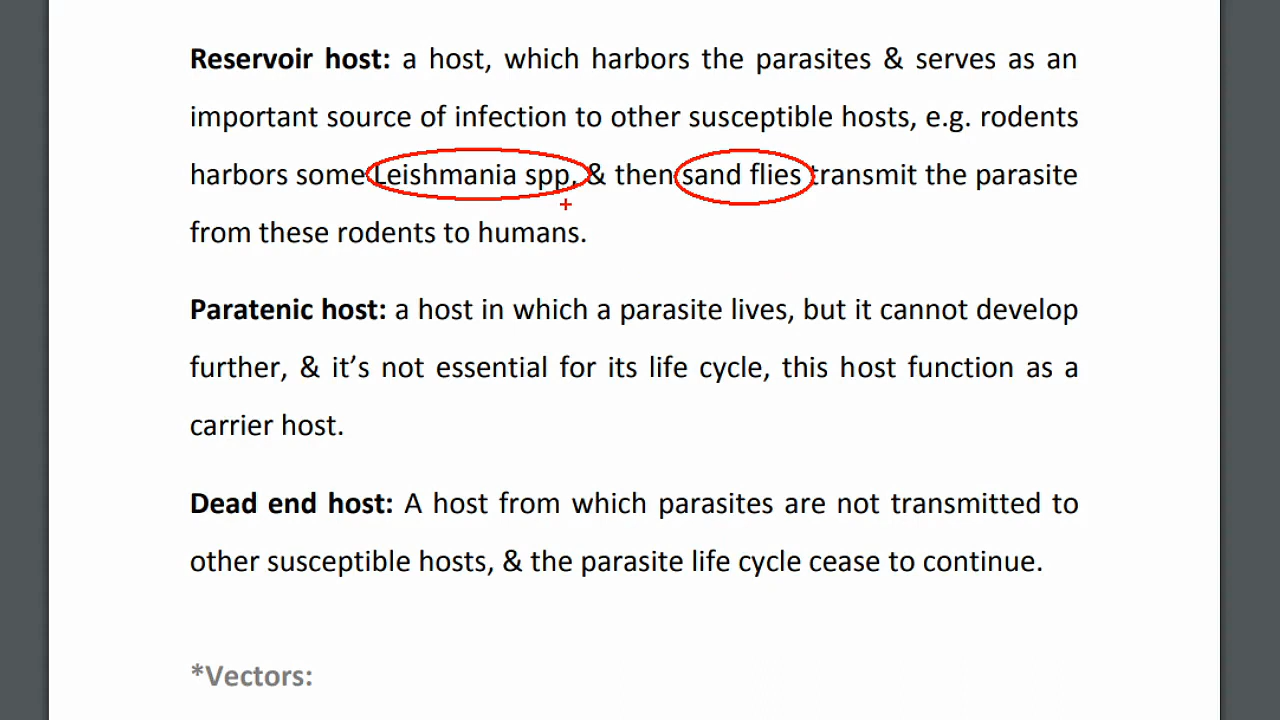 Reservoir host: a host, which harbors the parasites & serves as an
important source of infection to other susceptible hosts, e.g. rodents
harbors some Leishmania spp, & then sand flies transmit the parasite
from these rodents to humans.
Paratenic host: a host in which a parasite lives, but it cannot develop
further, & it’s not essential for its life cycle, this host function as a
carrier host.
Dead end host: A host from which parasites are not transmitted to
other susceptible hosts, & the parasite life cycle cease to continue.
*Vectors: